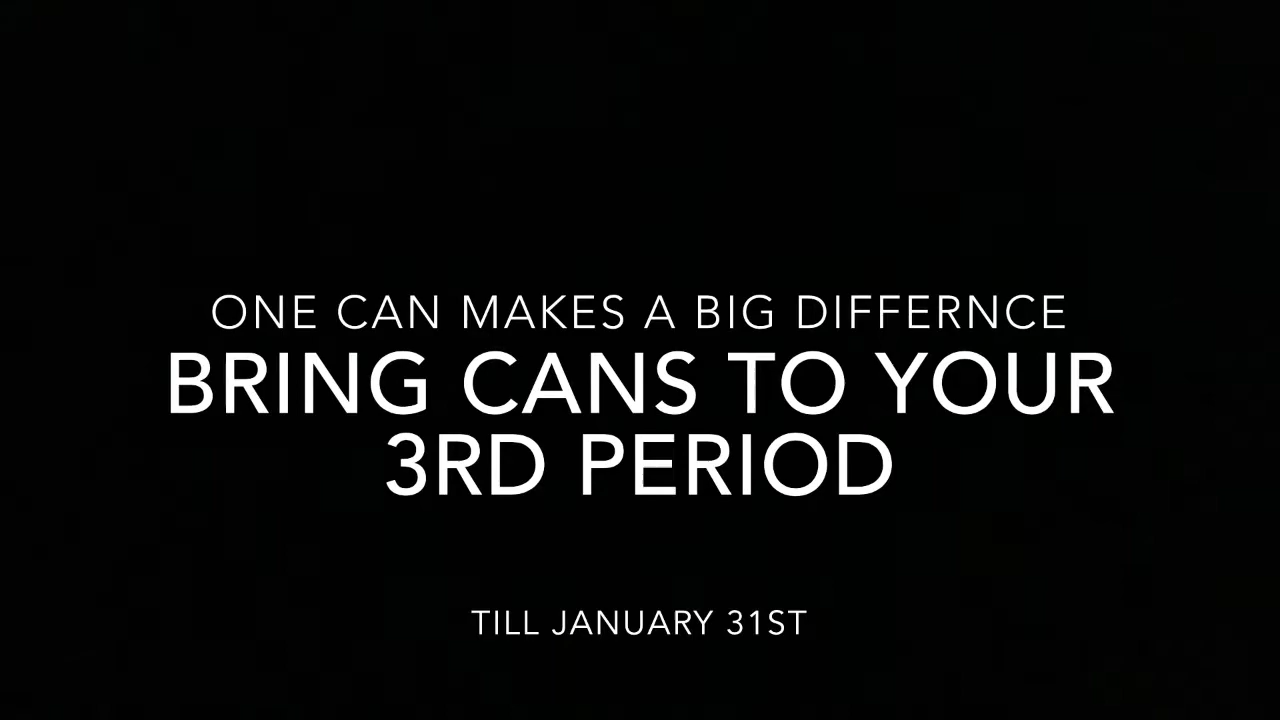 ONE CAN MAKES A BIG DIFFERNCE
BRING CANS TO YOUR
3RD PERIOD
TILL JANUARY 31ST